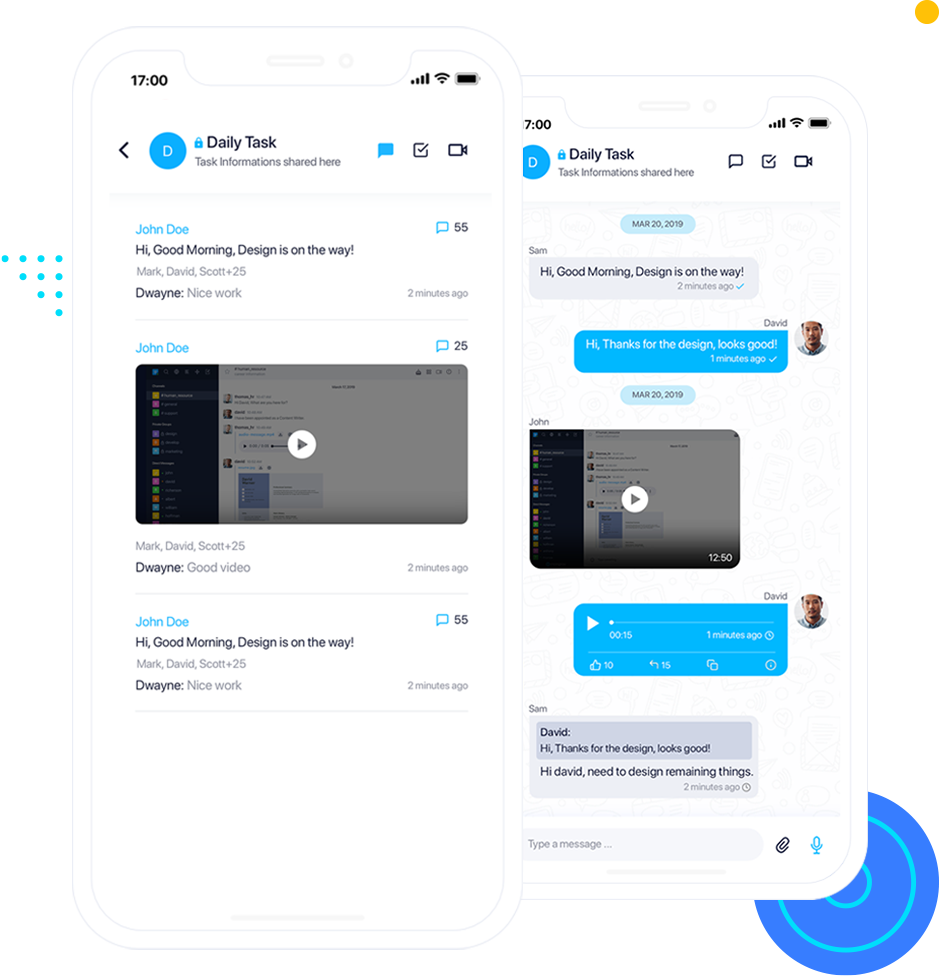 17:00
D
Daily Task
Task Informations shared here
John Doe
55
Hi, Good Morning, Design is on the way!
Mark, David, Scott+25
Dwayne: Nice work
2 minutes ago
John Doe
25
Mark, David, Scott+25
Dwayne: Good video
2 minutes ago
John Doe
55
Hi, Good Morning, Design is on the way!
Mark, David, Scott+25
Dwayne: Nice work
2 minutes ago
7:00
D
Daily Task
Task Informations shared here
MAR 20, 2019
Sam
Hi, Good Morning, Design is on the way!
2 minutes ago
David
Hi, Thanks for the design, looks good!
1 minutes ago
MAR 20, 2019
John
12:50
David
00:15
1 minutes ago
10
15
Sam
David:
Hi, Thanks for the design, looks good!
Hi david, need to design remaining things.
2 minutes ago
Type a message ...